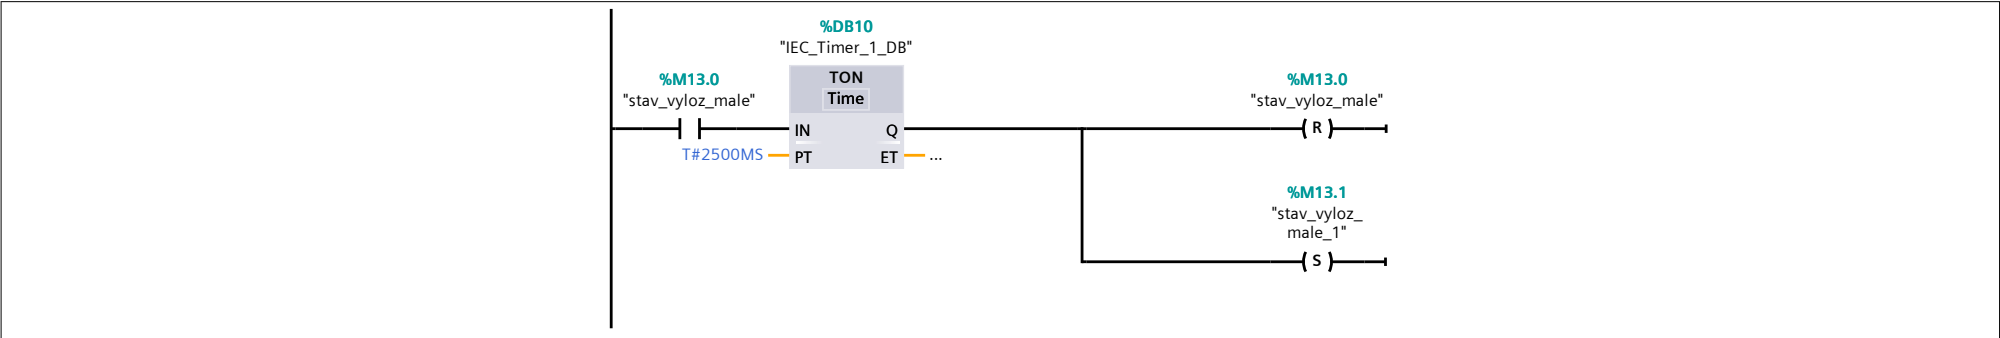 %DB10
"IEC_Timer_1_DB"
%M13.0
"stav_vyloz_male"
TON
Time
IN
Q
T#2500MS
PT
ET
...
%M13.0
"stav_vyloz_male"
R
%M13.1
"stav_vyloz_
male_1"
S